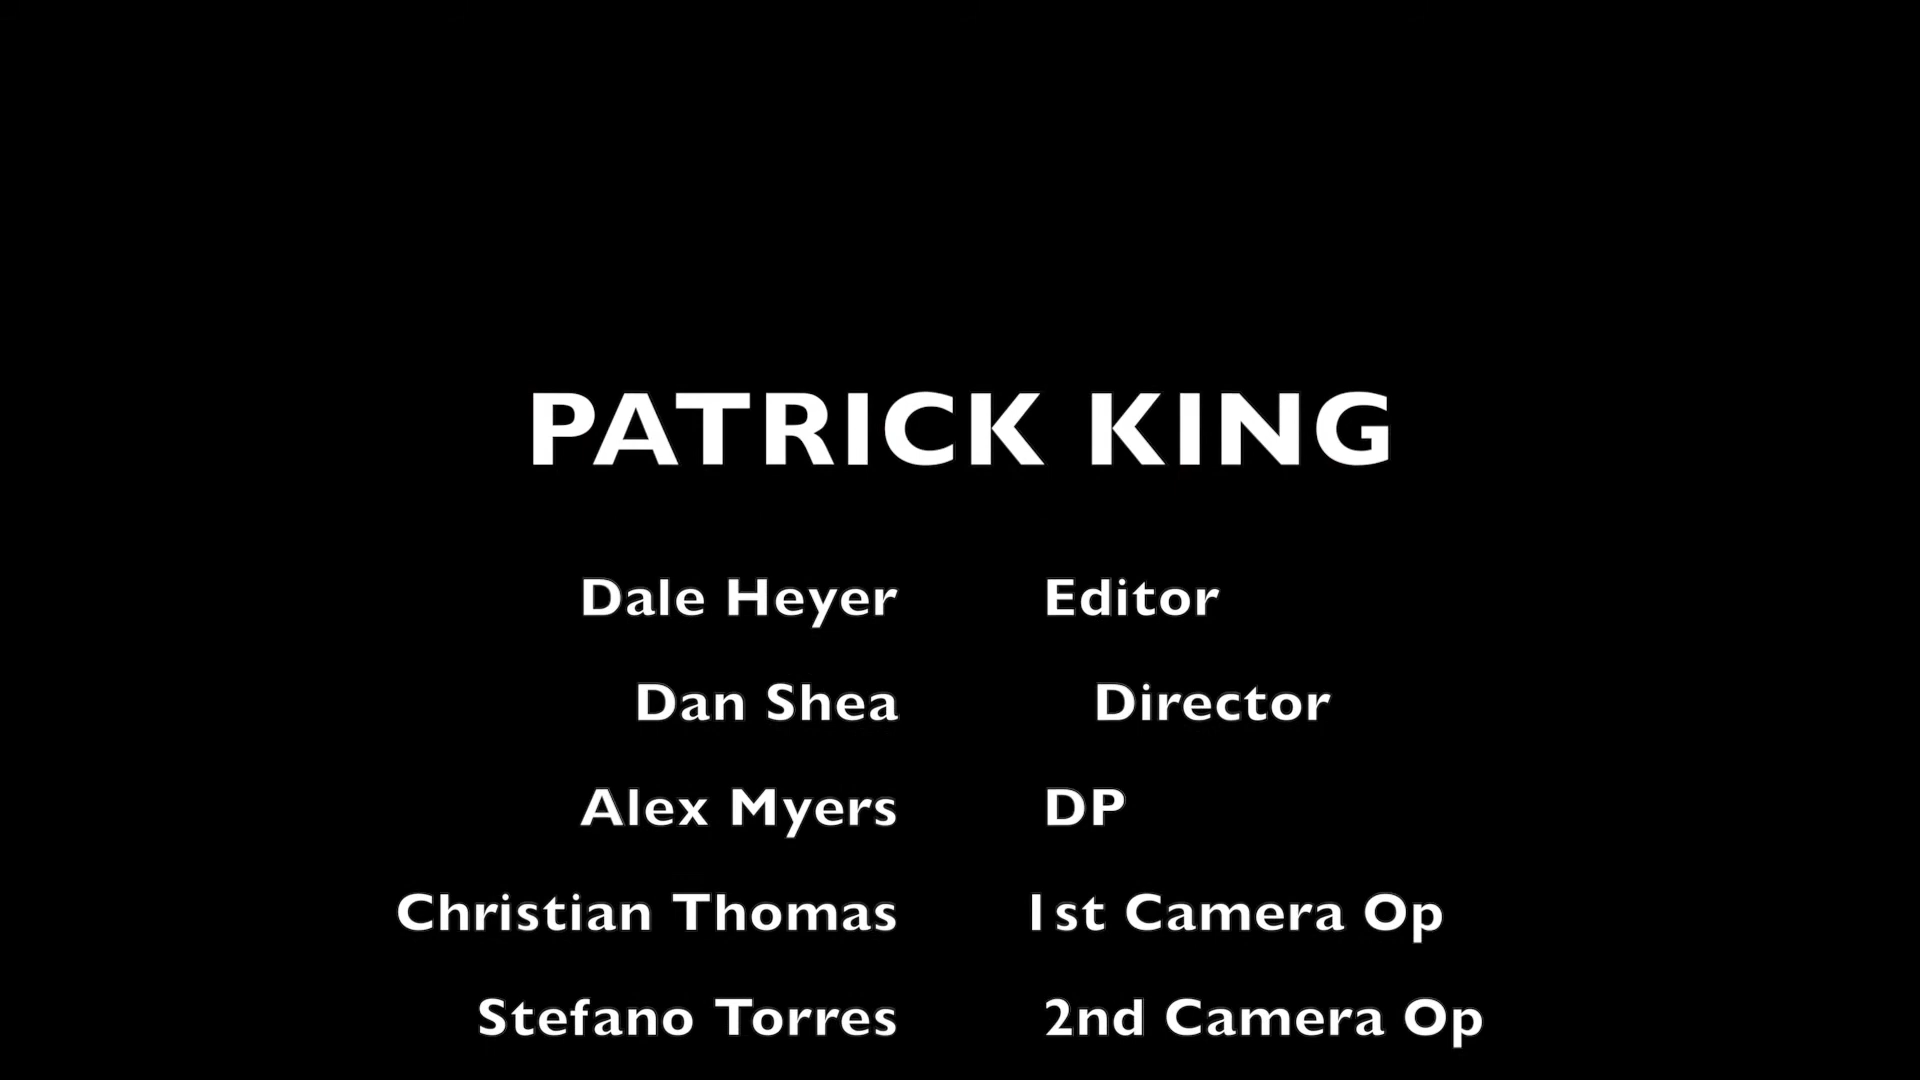 PATRICK KING
Dale Heyer Editor
Dan Shea Director
Alex Myers DP
Christian Thomas 1st Camera Op
Stefano Torres 2nd Camera Op